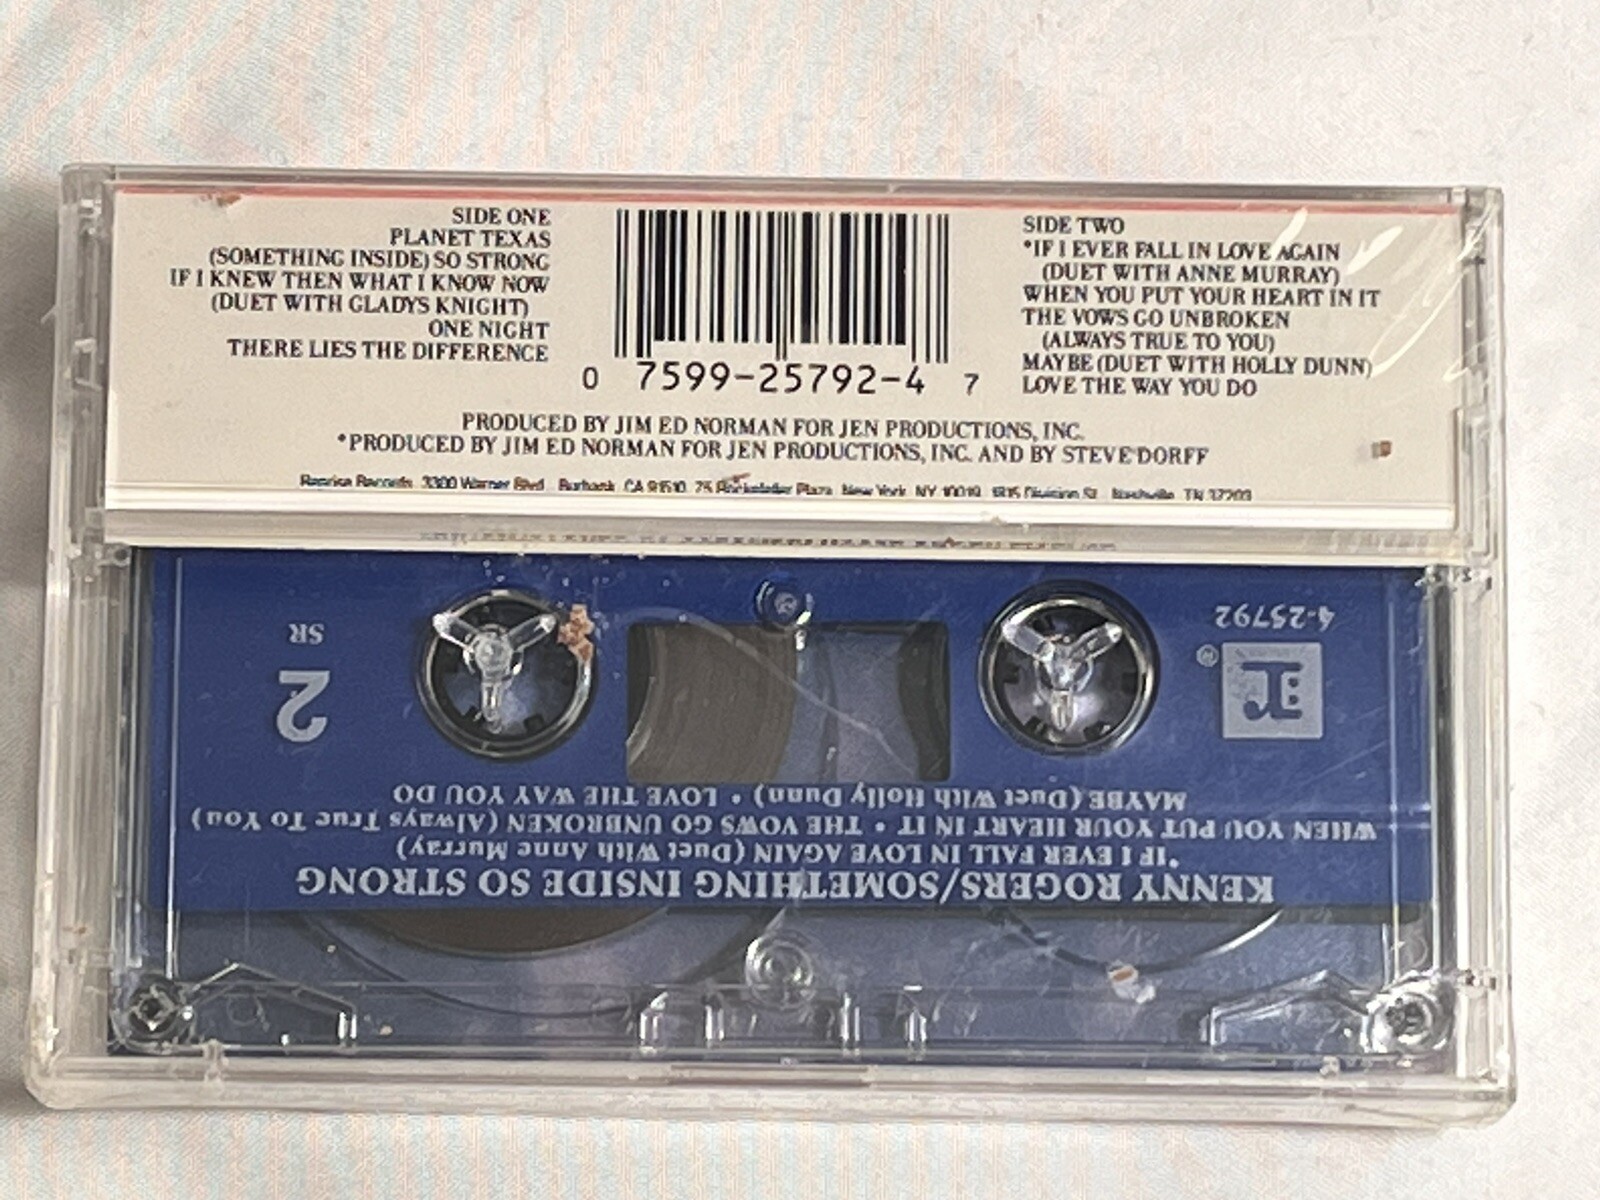 SIDE ONE
PLANET TEXAS
(SOMETHING INSIDE) SO STRONG
IF I KNEW THEN WHAT I KNOW NOW
(DUET WITH GLADYS KNIGHT)
ONE NIGHT
THERE LIES THE DIFFERENCE
0 7599-25792-4 7
SIDE TWO
*IF I EVER FALL IN LOVE AGAIN
(DUET WITH ANNE MURRAY)
WHEN YOU PUT YOUR HEART IN IT
THE VOWS GO UNBROKEN
(ALWAYS TRUE TO YOU)
MAYBE (DUET WITH HOLLY DUNN)
LOVE THE WAY YOU DO
PRODUCED BY JIM ED NORMAN FOR JEN PRODUCTIONS, INC.
*PRODUCED BY JIM ED NORMAN FOR JEN PRODUCTIONS, INC. AND BY STEVE DORFF
Reprise Records, 3300 Warner Blvd., Burbank, CA 91510, 75 Rockefeller Plaza, New York, NY 10019, 1815 Division St., Nashville, TN 37203
KENNY ROGERS/SOMETHING INSIDE SO STRONG
*IF I EVER FALL IN LOVE AGAIN (Duet With Anne Murray)
WHEN YOU PUT YOUR HEART IN IT • THE VOWS GO UNBROKEN (Always True To You)
MAYBE (Duet With Holly Dunn) • LOVE THE WAY YOU DO
r:
®
4-25792
2
SR